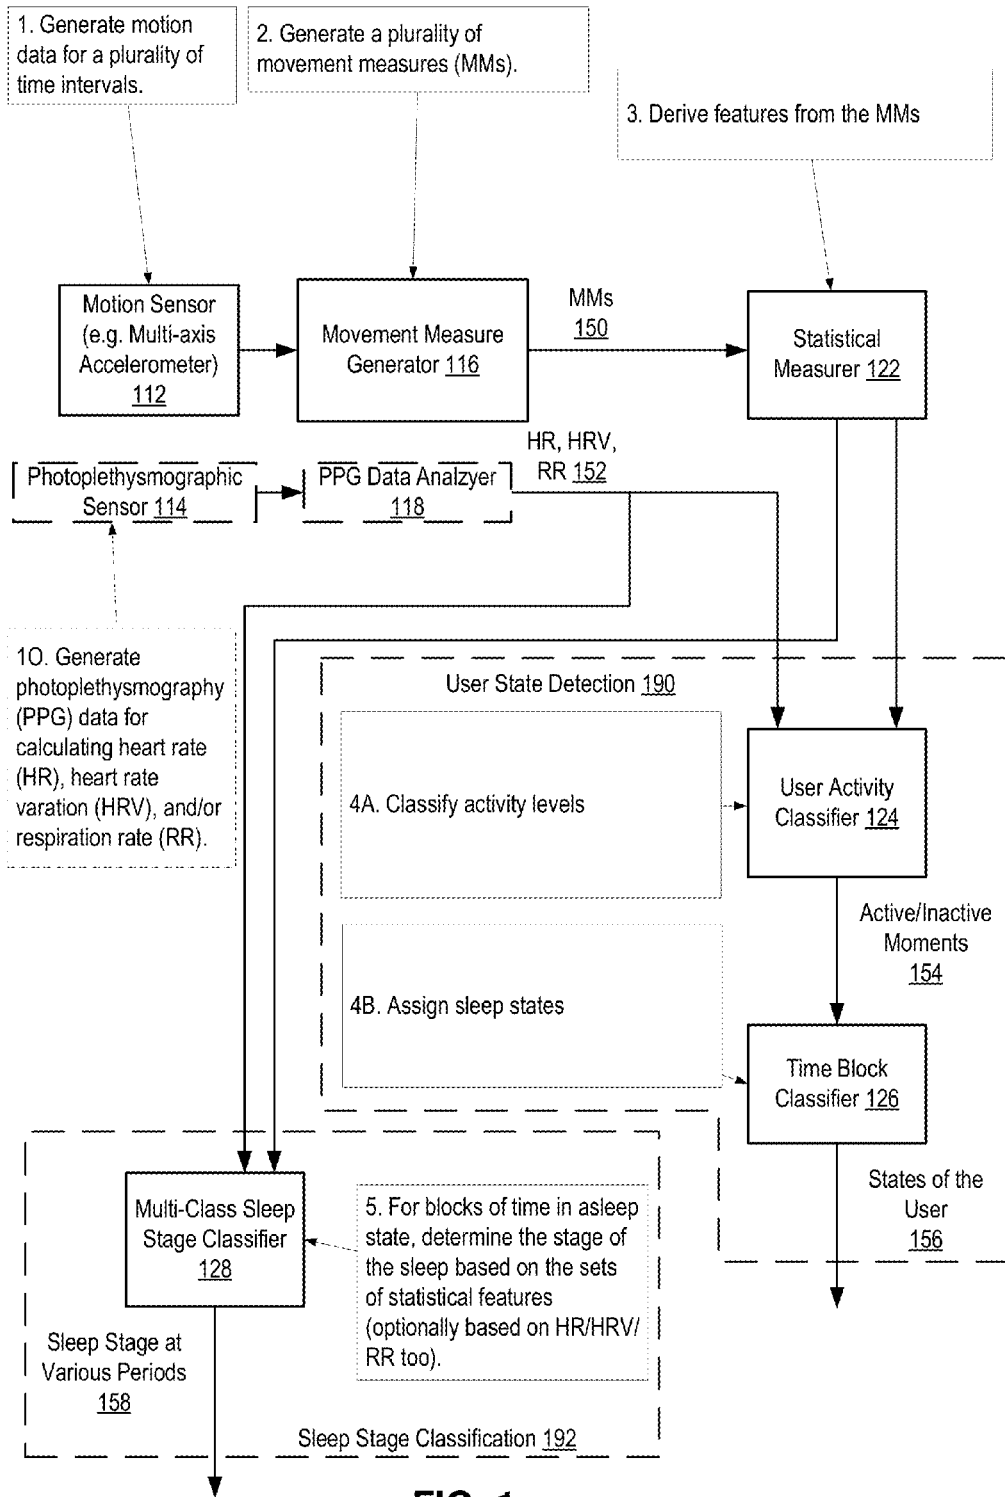 1. Generate motion
data for a plurality of
time intervals.
2. Generate a plurality of
movement measures (MMs).
3. Derive features from the MMs
Motion Sensor
(e.g. Multi-axis
Accelerometer)
112
Movement Measure
Generator 116
MMs
150
Statistical
Measurer 122
Photoplethysmographic
Sensor 114
PPG Data Analzyer
118
HR, HRV,
RR 152
1O. Generate
photoplethysmography
(PPG) data for
calculating heart rate
(HR), heart rate
varation (HRV), and/or
respiration rate (RR).
User State Detection 190
4A. Classify activity levels
User Activity
Classifier 124
Active/Inactive
Moments
154
4B. Assign sleep states
Time Block
Classifier 126
States of the
User
156
Multi-Class Sleep
Stage Classifier
128
5. For blocks of time in asleep
state, determine the stage of
the sleep based on the sets
of statistical features
(optionally based on HR/HRV/
RR too).
Sleep Stage at
Various Periods
158
Sleep Stage Classification 192
FIG. 1